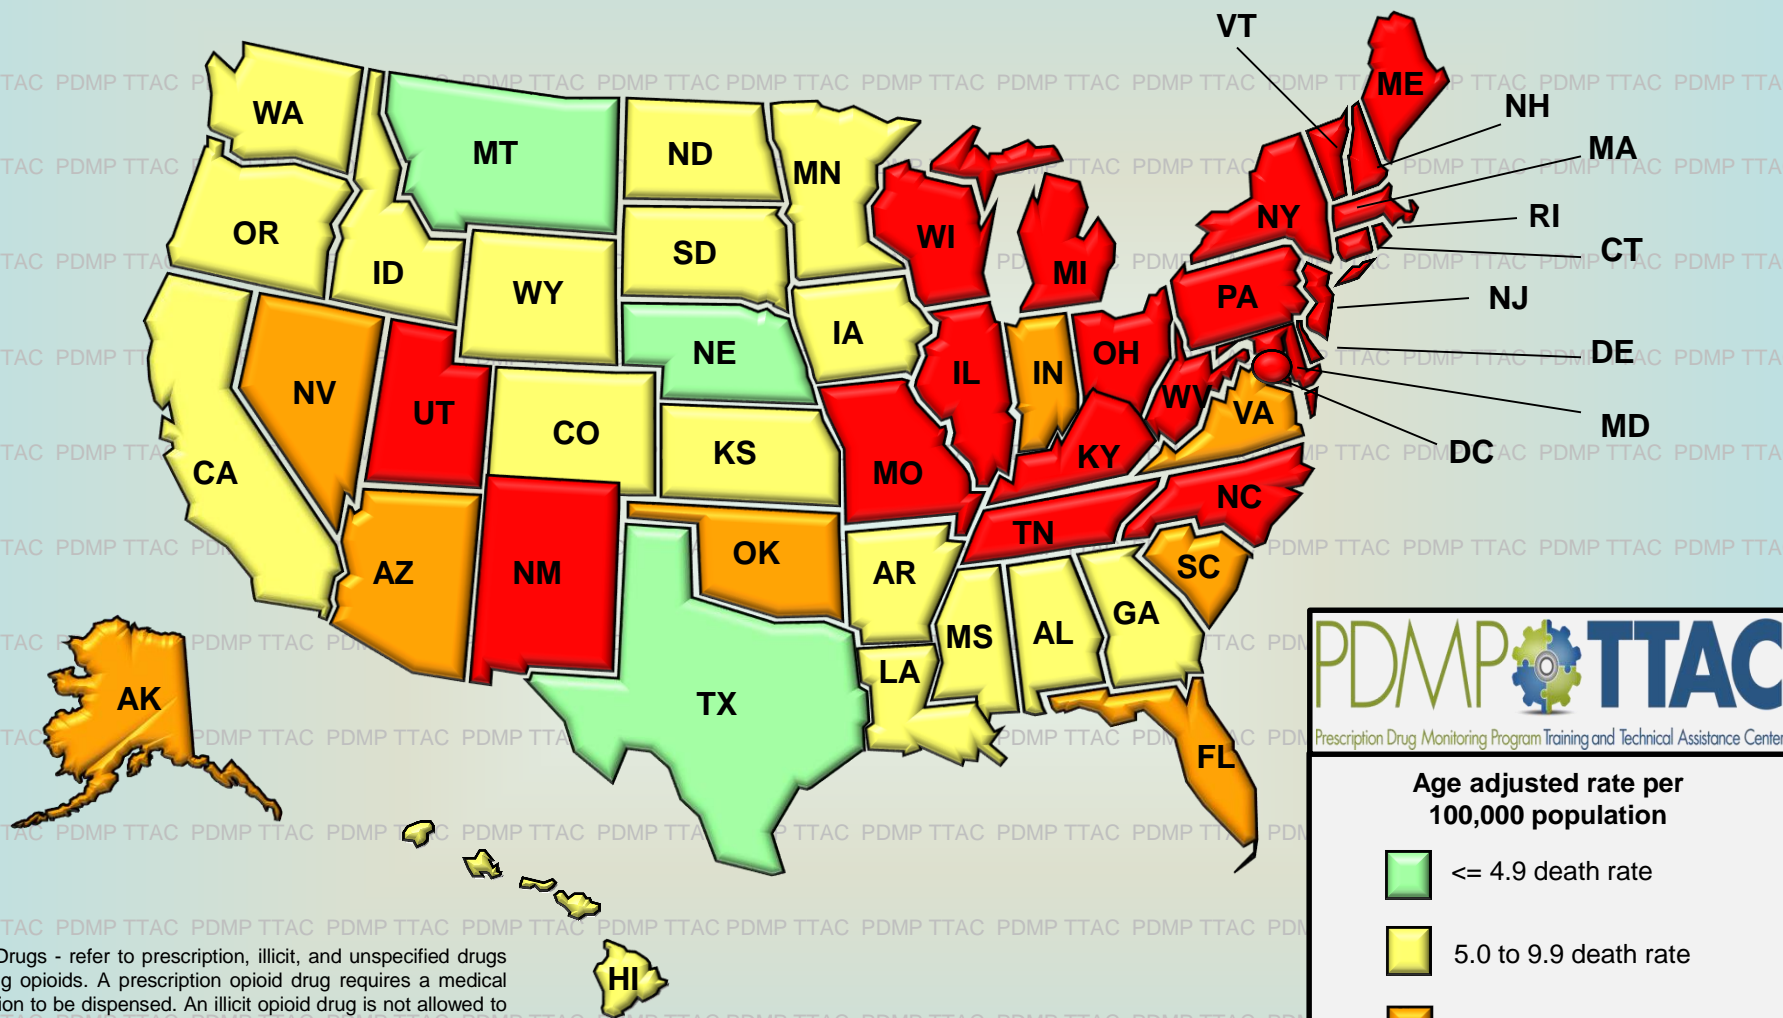 VT
ME
NH
WA
MT
ND
MN
MA
OR
ID
SD
WI
MI
NY
RI
CT
WY
PA
NJ
NE
IA
OH
DE
NV
UT
CO
IL
IN
WV
VA
MD
CA
KS
MO
KY
DC
NC
TN
AZ
NM
OK
AR
SC
MS
AL
GA
LA
AK
TX
FL
HI
PDMP TTAC
Prescription Drug Monitoring Program Training and Technical Assistance Center
Age adjusted rate per
100,000 population
<= 4.9 death rate
5.0 to 9.9 death rate
Drugs - refer to prescription, illicit, and unspecified drugs
g opioids. A prescription opioid drug requires a medical
ion to be dispensed. An illicit opioid drug is not allowed to